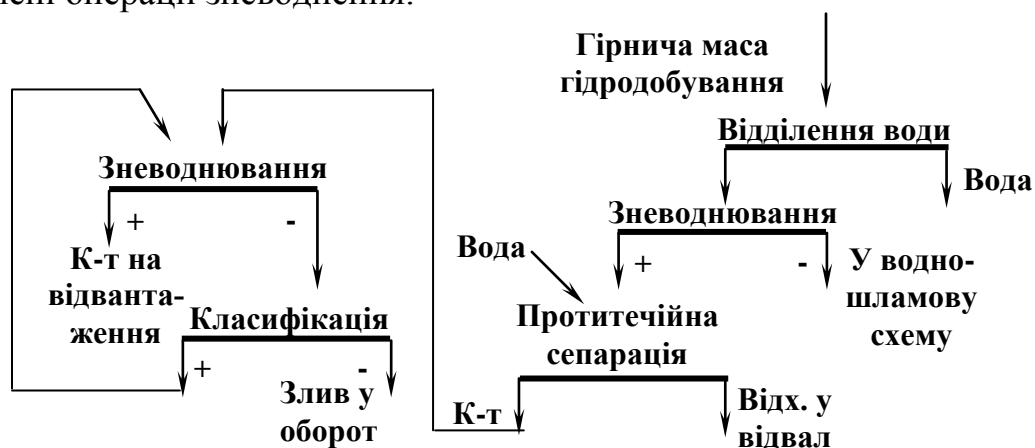 операції зневоднення.
Гірнича маса
гідродобування
Відділення води
Вода
Зневоднювання
+
-
У водно-
шламову
схему
Вода
Протитечійна
сепарація
К-т
Відх. у
відвал
Зневоднювання
+
-
К-т на
відванта-
ження
Класифікація
+
-
Злив у
оборот